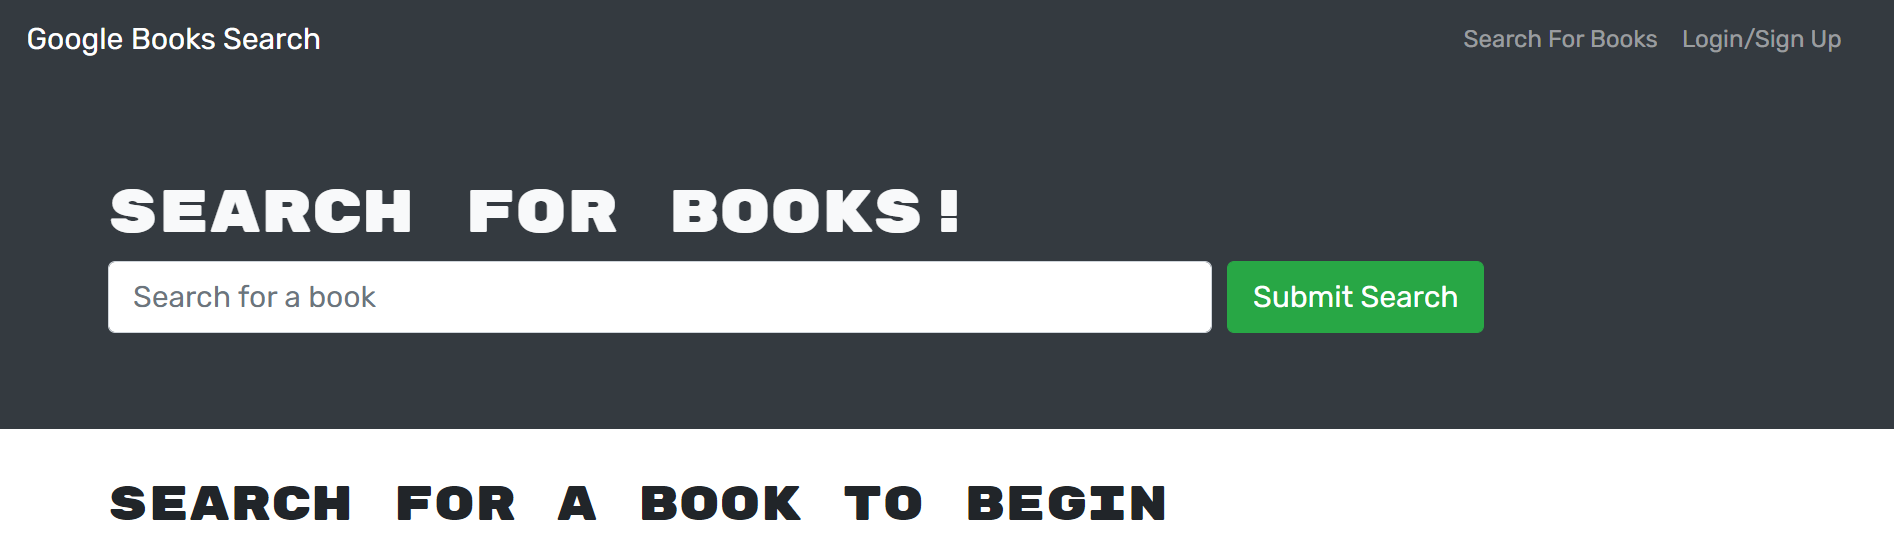 Google Books Search
Search For Books
Login/Sign Up
SEARCH FOR BOOKS!
Search for a book
Submit Search
SEARCH FOR A BOOK TO BEGIN